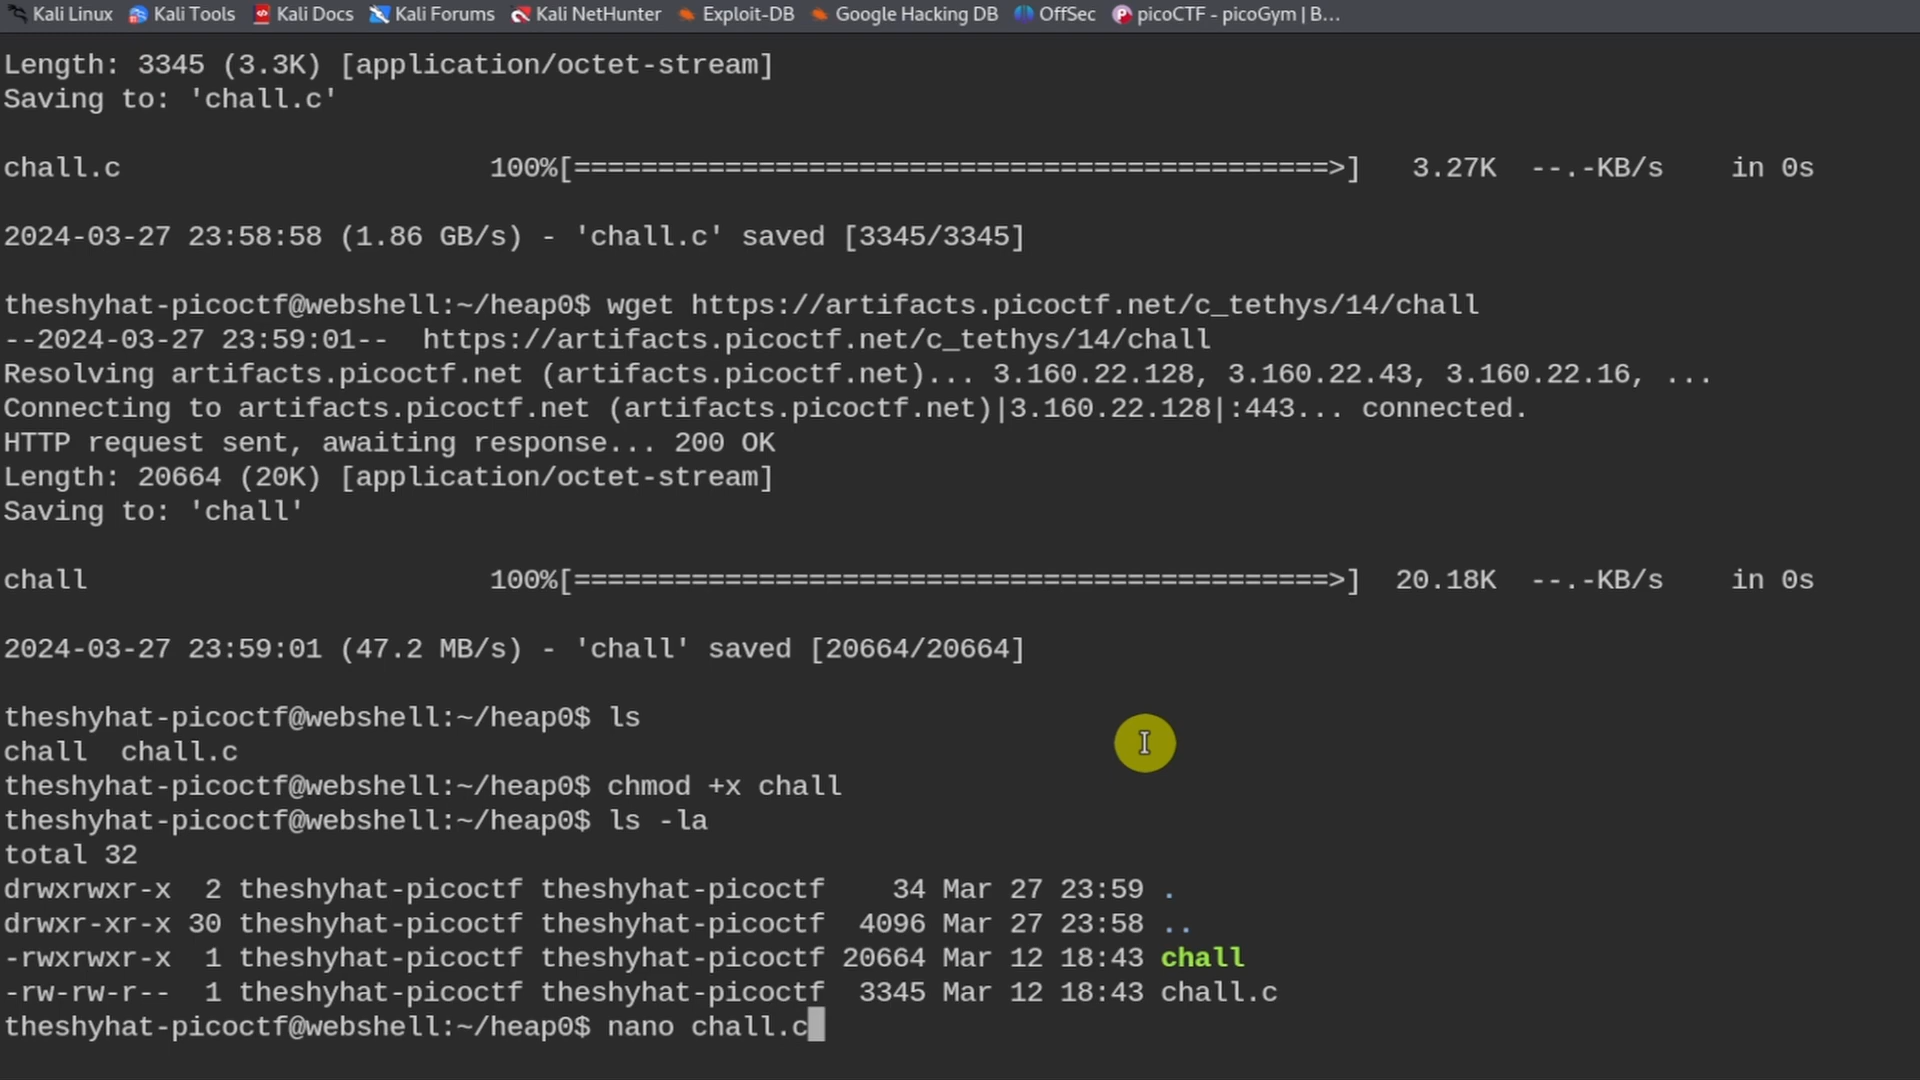 Kali Linux Kali Tools Kali Docs Kali Forums Kali NetHunter Exploit-DB Google Hacking DB OffSec picoCTF - picoGym | B...
Length: 3345 (3.3K) [application/octet-stream]
Saving to: 'chall.c'
chall.c 100%[=============================================>] 3.27K --.-KB/s in 0s
2024-03-27 23:58:58 (1.86 GB/s) - 'chall.c' saved [3345/3345]
theshyhat-picoctf@webshell:~/heap0$ wget https://artifacts.picoctf.net/c_tethys/14/chall
--2024-03-27 23:59:01-- https://artifacts.picoctf.net/c_tethys/14/chall
Resolving artifacts.picoctf.net (artifacts.picoctf.net)... 3.160.22.128, 3.160.22.43, 3.160.22.16, ...
Connecting to artifacts.picoctf.net (artifacts.picoctf.net)|3.160.22.128|:443... connected.
HTTP request sent, awaiting response... 200 OK
Length: 20664 (20K) [application/octet-stream]
Saving to: 'chall'
chall 100%[=============================================>] 20.18K --.-KB/s in 0s
2024-03-27 23:59:01 (47.2 MB/s) - 'chall' saved [20664/20664]
theshyhat-picoctf@webshell:~/heap0$ ls
chall chall.c
theshyhat-picoctf@webshell:~/heap0$ chmod +x chall
theshyhat-picoctf@webshell:~/heap0$ ls -la
total 32
drwxrwxr-x 2 theshyhat-picoctf theshyhat-picoctf 34 Mar 27 23:59 .
drwxr-xr-x 30 theshyhat-picoctf theshyhat-picoctf 4096 Mar 27 23:58 ..
-rwxrwxr-x 1 theshyhat-picoctf theshyhat-picoctf 20664 Mar 12 18:43 chall
-rw-rw-r-- 1 theshyhat-picoctf theshyhat-picoctf 3345 Mar 12 18:43 chall.c
theshyhat-picoctf@webshell:~/heap0$ nano chall.c